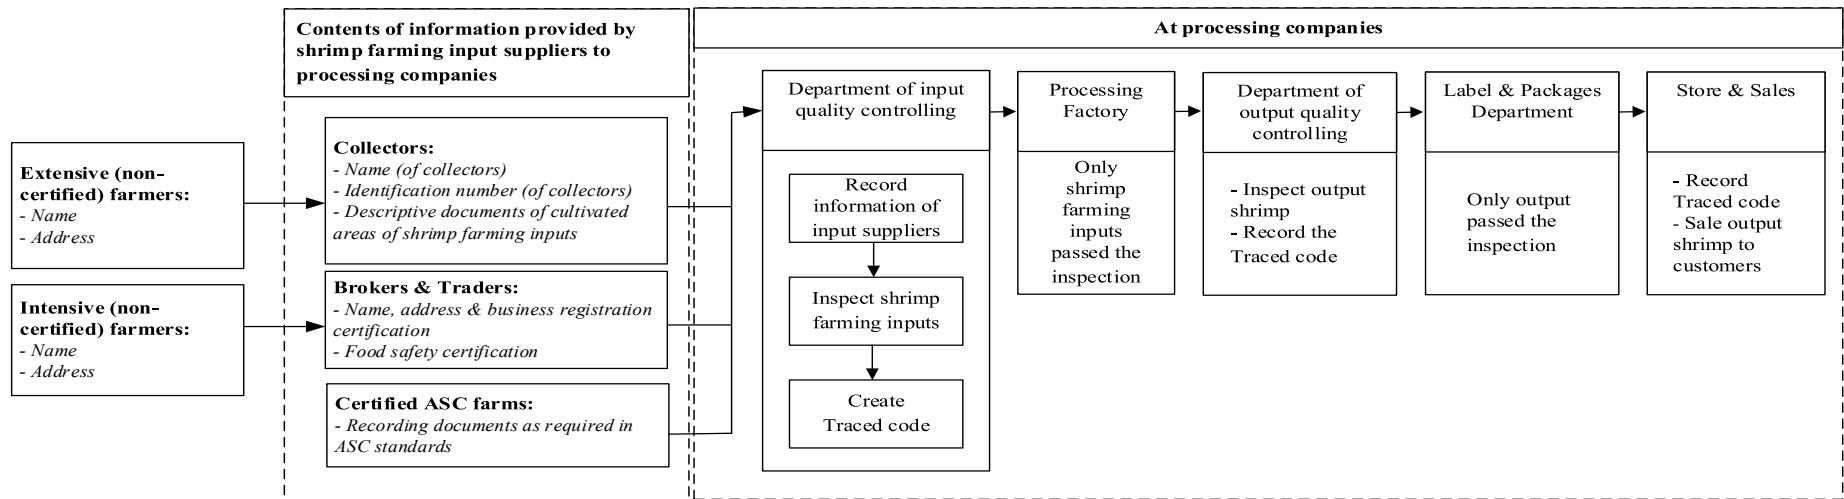 Contents of information provided by
shrimp farming input suppliers to
processing companies
At processing companies
Extensive (non-
certified) farmers:
- Name
- Address
Intensive (non-
certified) farmers:
- Name
- Address
Collectors:
- Name (of collectors)
- Identification number (of collectors)
- Descriptive documents of cultivated
areas of shrimp farming inputs
Brokers & Traders:
- Name, address & business registration
certification
- Food safety certification
Certified ASC farms:
- Recording documents as required in
ASC standards
Department of input
quality controlling
Record
information of
input suppliers
Inspect shrimp
farming inputs
Create
Traced code
Processing
Factory
Only
shrimp
farming
inputs
passed the
inspection
Department of
output quality
controlling
- Inspect output
shrimp
- Record the
Traced code
Label & Packages
Department
Only output
passed the
inspection
Store & Sales
- Record
Traced code
- Sale output
shrimp to
customers